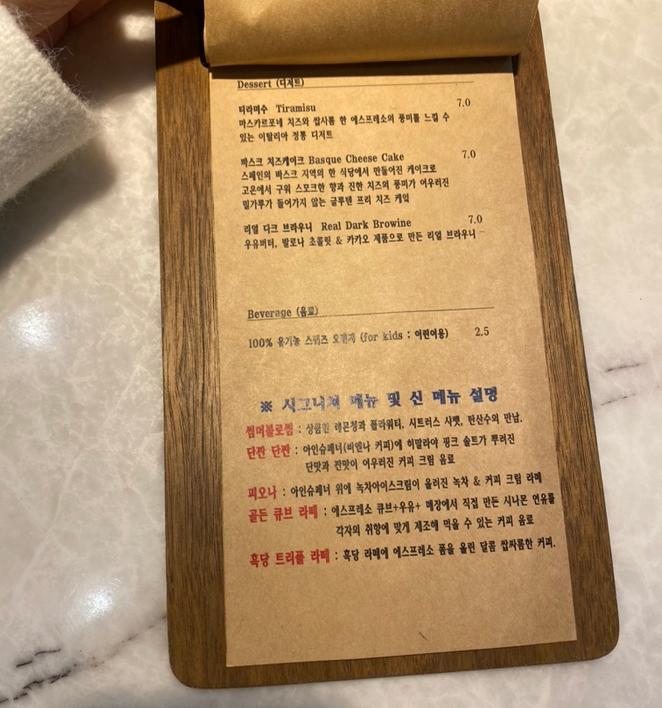 Dessert (디저트)
티라미수 Tiramisu 7.0
마스카르포네 치즈와 쌉사름 한 에스프레소의 풍미를 느낄 수
있는 이탈리아 정통 디저트
바스크 치즈케이크 Basque Cheese Cake 7.0
스페인의 바스크 지역의 한 식당에서 만들어진 케이크로
고온에서 구워 스모크한 향과 진한 치즈의 풍미가 어우러진
밀가루가 들어가지 않는 글루텐 프리 치즈 케잌
리얼 다크 브라우니 Real Dark Browine 7.0
우유버터, 발로나 초콜릿 & 카카오 제품으로 만든 리얼 브라우니
Beverage (음료)
100% 유기농 스퀴즈 오렌지 (for kids : 어린이용) 2.5
※ 시그니쳐 메뉴 및 신 메뉴 설명
썸머블로썸 : 상큼한 레몬청과 플라워티, 시트러스 샤벳, 탄산수의 만남.
단짠 단짠 : 아인슈페너(비엔나 커피)에 히말라야 핑크 솔트가 뿌려진
단맛과 짠맛이 어우러진 커피 크림 음료
피오나 : 아인슈페너 위에 녹차아이스크림이 올려진 녹차 & 커피 크림 라떼
골든 큐브 라떼 : 에스프레소 큐브+우유+ 매장에서 직접 만든 시나몬 연유를
각자의 취향에 맞게 제조해 먹을 수 있는 커피 음료
흑당 트리플 라떼 : 흑당 라떼에 에스프레소 폼을 올린 달콤 쌉싸름한 커피.